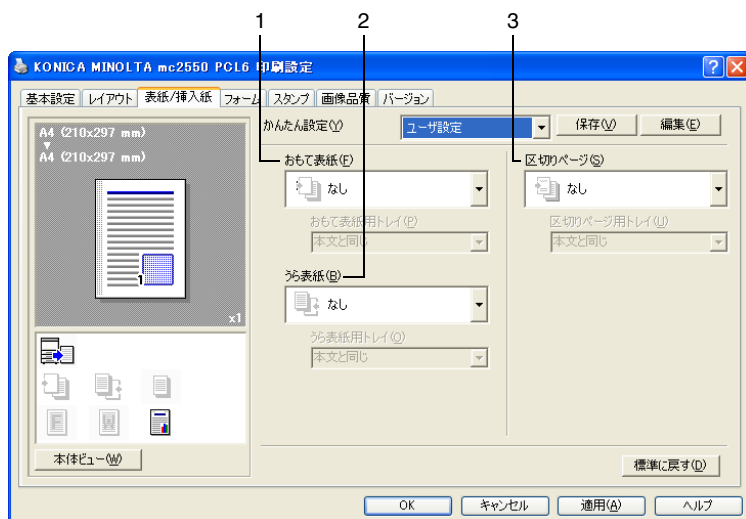 1 2 3
KONICA MINOLTA mc2550 PCL6 印刷設定
基本設定 レイアウト 表紙/挿入紙 フォーム スタンプ 画像品質 バージョン
A4 (210x297 mm)
A4 (210x297 mm)
1
x1
本体ビュー(W)
かんたん設定(Y) ユーザ設定 保存(V) 編集(E)
おもて表紙(F)
なし
おもて表紙用トレイ(P)
本文と同じ
うら表紙(B)
なし
うら表紙用トレイ(O)
本文と同じ
区切りページ(S)
なし
区切りページ用トレイ(U)
本文と同じ
標準に戻す(D)
OK キャンセル 適用(A) ヘルプ
F W